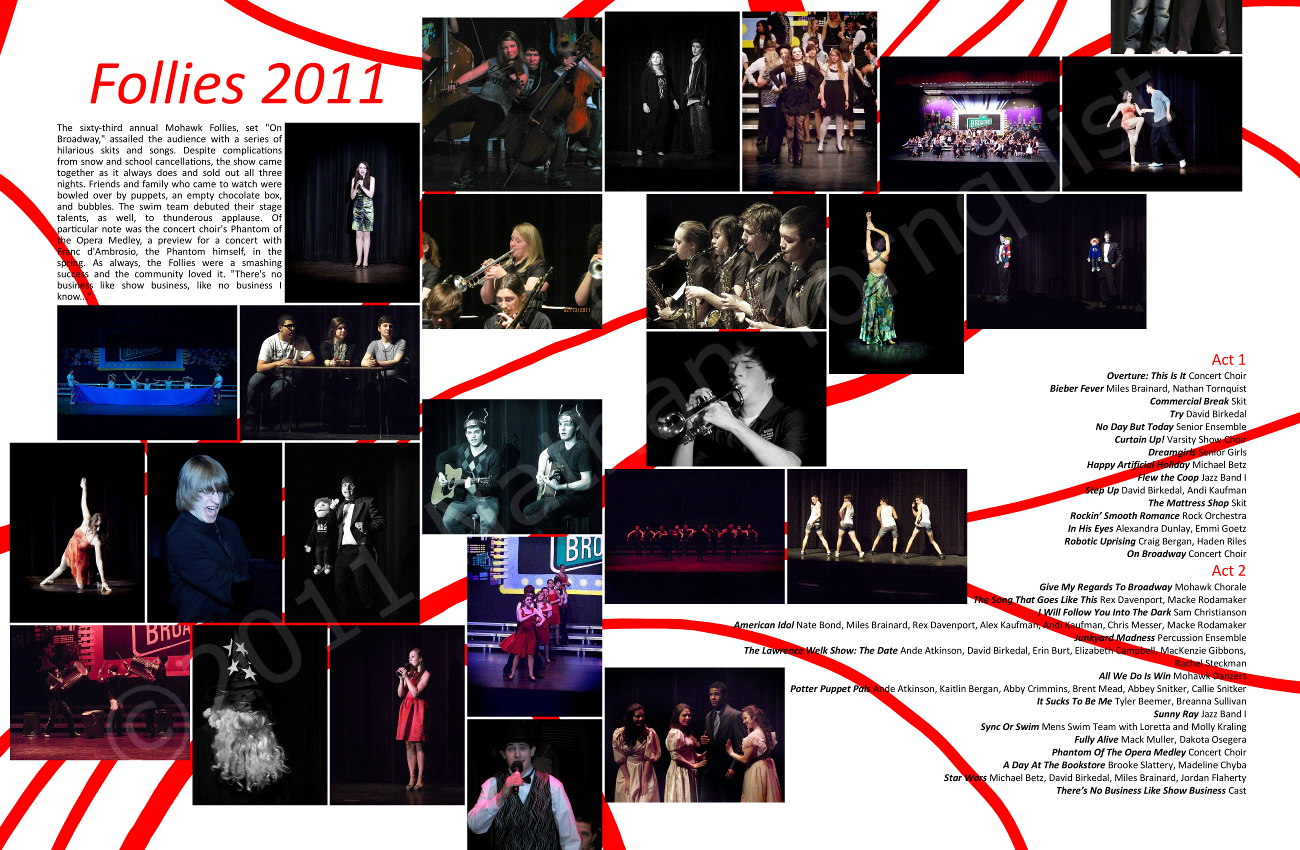 Follies 2011
The sixty-third annual Mohawk Follies, set "On
Broadway," assailed the audience with a series of
hilarious skits and songs. Despite complications
from snow and school cancellations, the show came
together as it always does and sold out all three
nights. Friends and family who came to watch were
bowled over by puppets, an empty chocolate box,
and bubbles. The swim team debuted their stage
talents, as well, to thunderous applause. Of
particular note was the concert choir's Phantom of
the Opera Medley, a preview for a concert with
Franc d'Ambrosio, the Phantom himself, in the
spring. As always, the Follies were a smashing
success and the community loved it. "There's no
business like show business, like no business I
know..."
BROADWAY
BROADWAY
02/13/2011
BRO
BROA
Act 1
Overture: This Is It Concert Choir
Bieber Fever Miles Brainard, Nathan Tornquist
Commercial Break Skit
Try David Birkedal
No Day But Today Senior Ensemble
Curtain Up! Varsity Show Choir
Dreamgirls Senior Girls
Happy Artificial Holiday Michael Betz
Flew the Coop Jazz Band I
Step Up David Birkedal, Andi Kaufman
The Mattress Shop Skit
Rockin' Smooth Romance Rock Orchestra
In His Eyes Alexandra Dunlay, Emmi Goetz
Robotic Uprising Craig Bergan, Haden Riles
On Broadway Concert Choir
Act 2
Give My Regards To Broadway Mohawk Chorale
The Song That Goes Like This Rex Davenport, Macke Rodamaker
I Will Follow You Into The Dark Sam Christianson
American Idol Nate Bond, Miles Brainard, Rex Davenport, Alex Kaufman, Andi Kaufman, Chris Messer, Macke Rodamaker
Junkyard Madness Percussion Ensemble
The Lawrence Welk Show: The Date Ande Atkinson, David Birkedal, Erin Burt, Elizabeth Campbell, MacKenzie Gibbons,
Rachel Steckman
All We Do Is Win Mohawk Danzers
Potter Puppet Pals Ande Atkinson, Kaitlin Bergan, Abby Crimmins, Brent Mead, Abbey Snitker, Callie Snitker
It Sucks To Be Me Tyler Beemer, Breanna Sullivan
Sunny Ray Jazz Band I
Sync Or Swim Mens Swim Team with Loretta and Molly Kraling
Fully Alive Mack Muller, Dakota Osegera
Phantom Of The Opera Medley Concert Choir
A Day At The Bookstore Brooke Slattery, Madeline Chyba
Star Wars Michael Betz, David Birkedal, Miles Brainard, Jordan Flaherty
There's No Business Like Show Business Cast
©2011 Nathan Tornquist